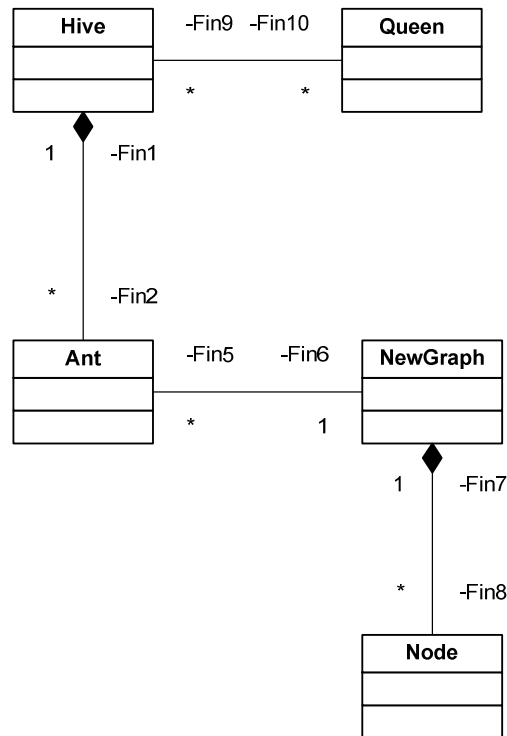 Hive -Fin9 -Fin10 Queen
* *
1 -Fin1
* -Fin2
Ant -Fin5 -Fin6 NewGraph
* 1
1 -Fin7
* -Fin8
Node